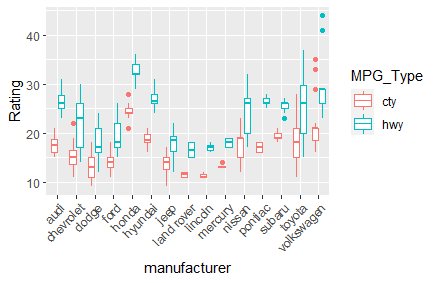 Rating
40
30
20
10
audi
chevrolet
dodge
ford
honda
hyundai
jeep
land rover
lincoln
mercury
nissan
pontiac
subaru
toyota
volkswagen
manufacturer
MPG_Type
cty
hwy